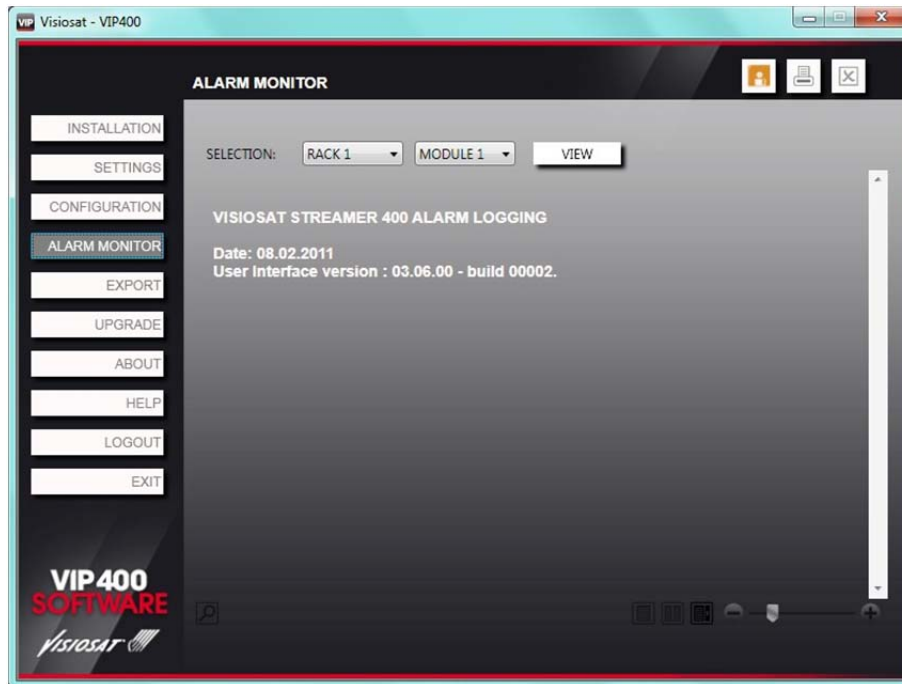 VIP Visiosat - VIP400
ALARM MONITOR
INSTALLATION
SETTINGS
CONFIGURATION
ALARM MONITOR
EXPORT
UPGRADE
ABOUT
HELP
LOGOUT
EXIT
SELECTION: RACK 1 MODULE 1 VIEW
VISIOSAT STREAMER 400 ALARM LOGGING
Date: 08.02.2011
User Interface version : 03.06.00 - build 00002.
VIP400
SOFTWARE
VISIOSAT